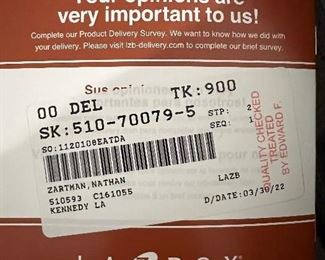 Your Opinions are
very important to us!
Complete our Product Delivery Survey. We want to know how we did with
your delivery. Please visit lzb-delivery.com to complete our brief survey.
Sus opinione
00 DEL TK:900
SK:510-70079-5 STP: 2
SO:1120108EATDA SEQ: 1
ZARTMAN, NATHAN LAZB
510593 C161055
KENNEDY LA D/DATE:03/30/22
QUALITY CHECKED
TREATED
BY EDWARD F.